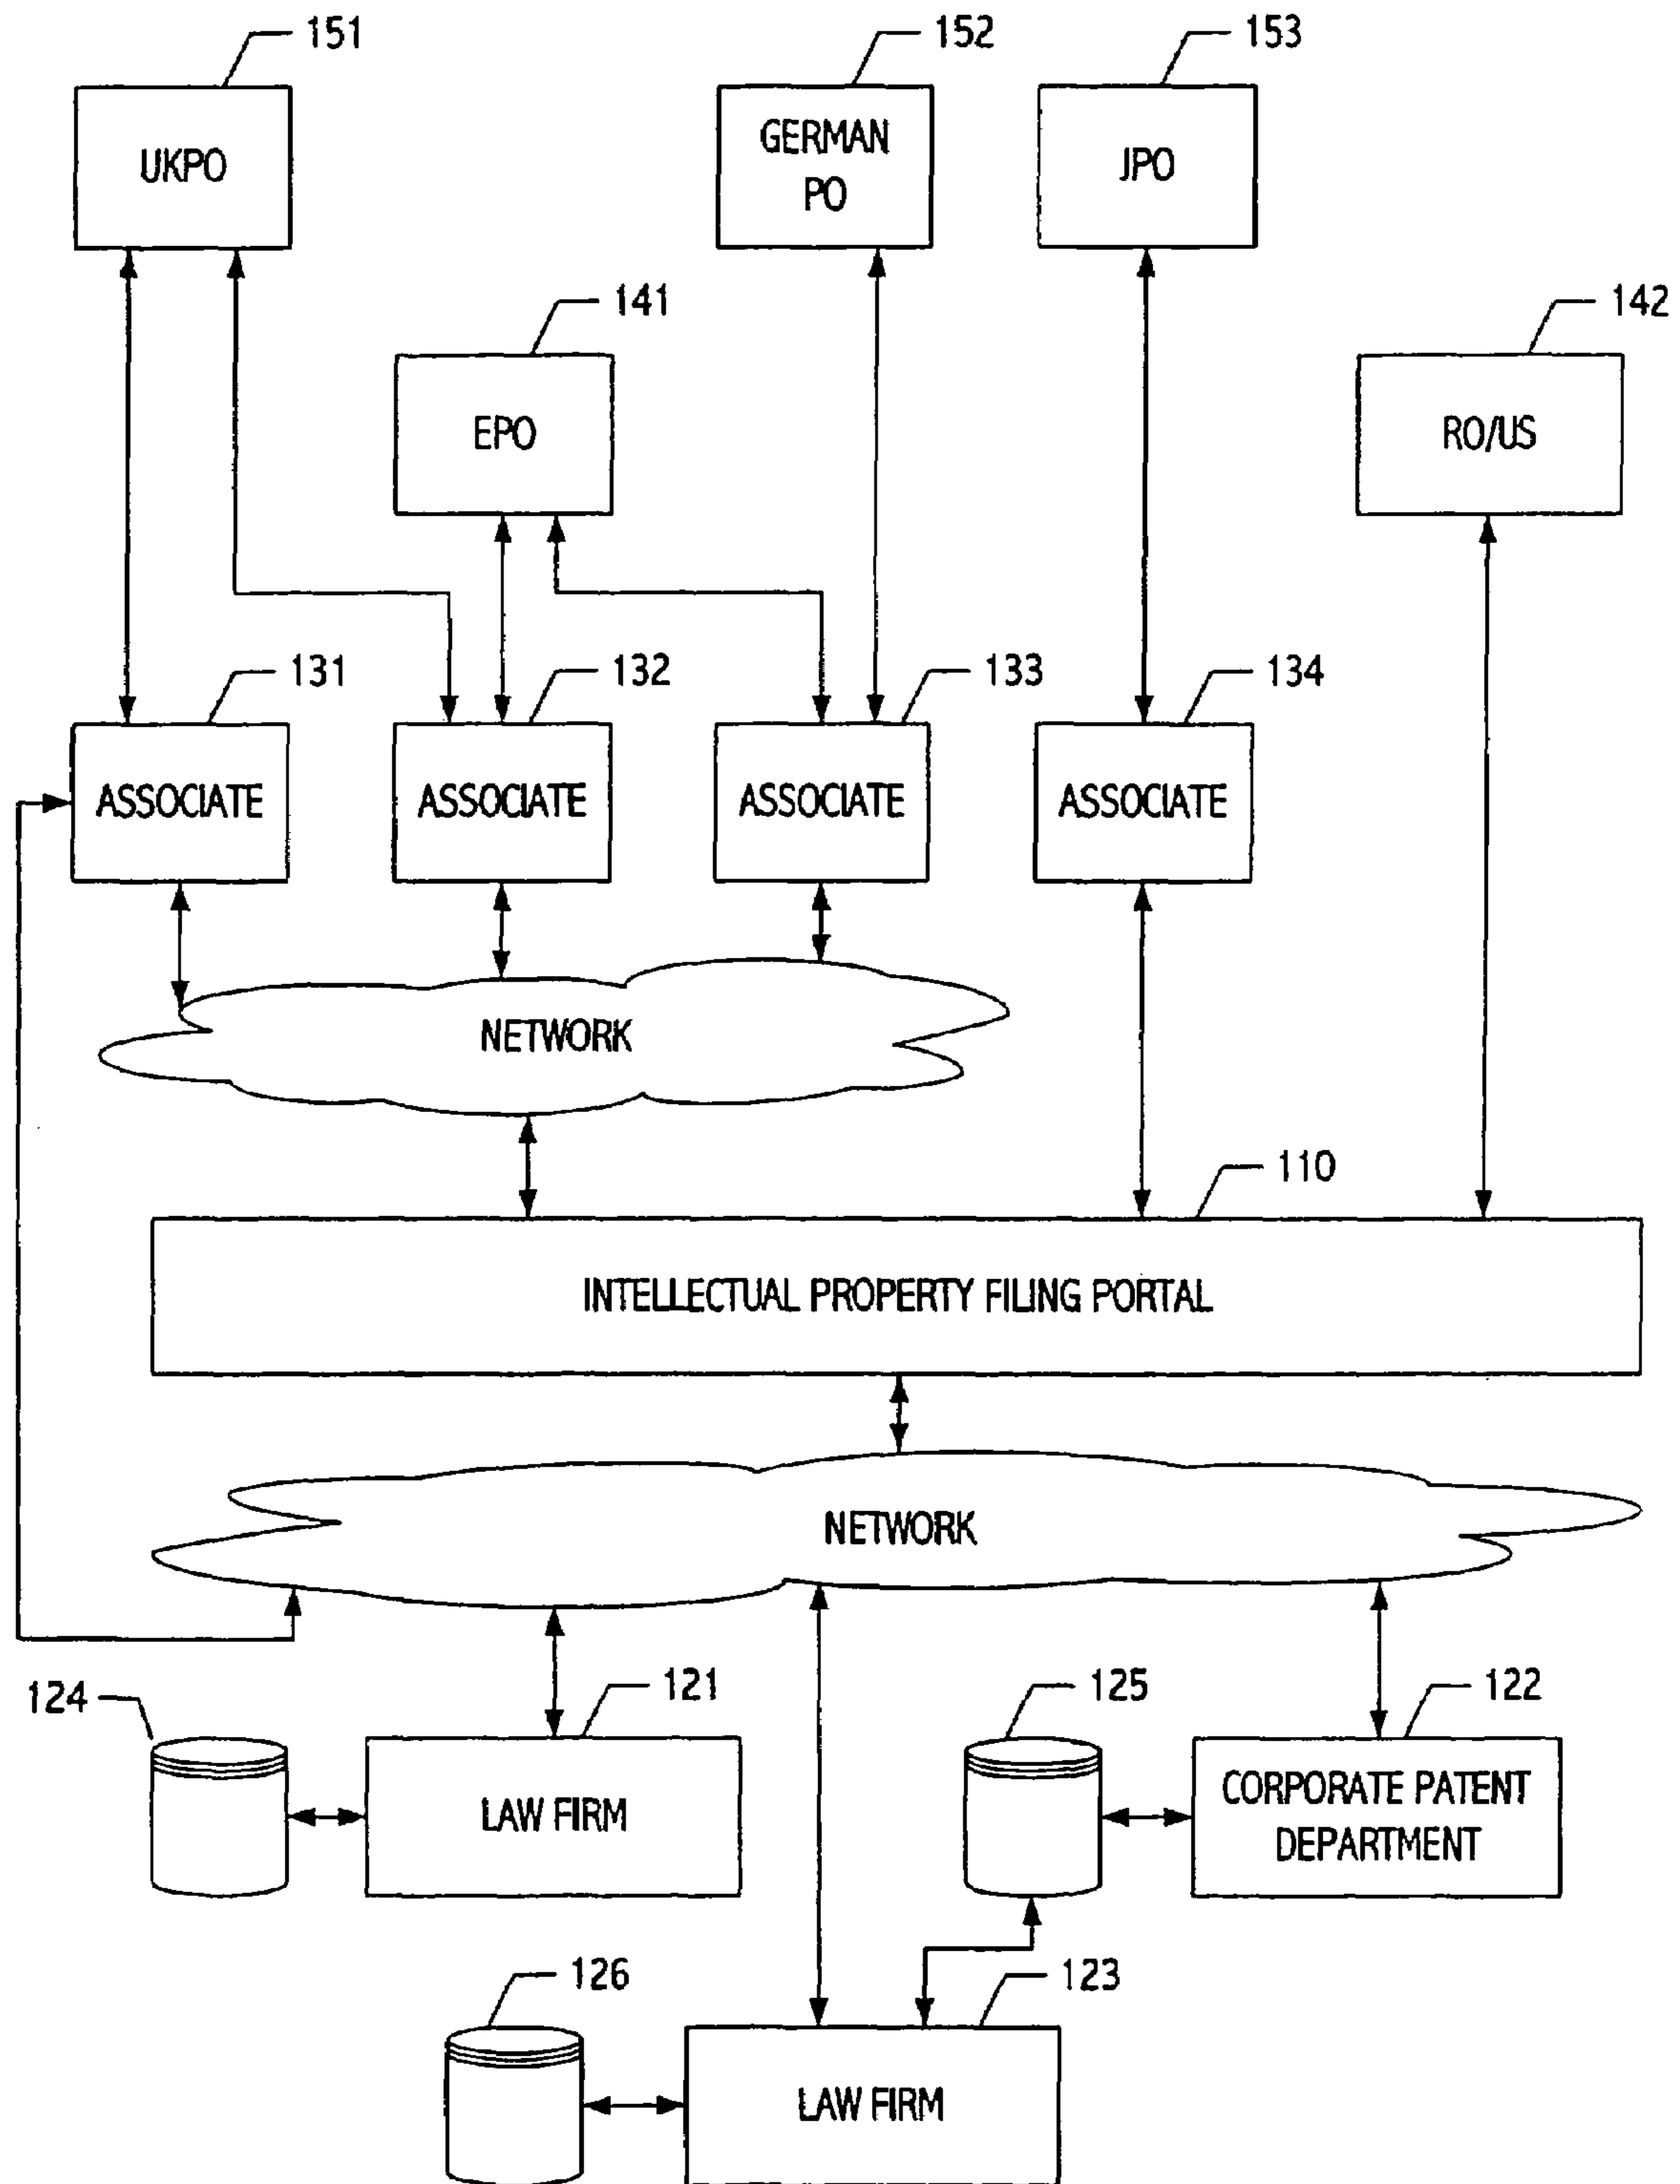 151
152
153
UKPO
GERMAN
PO
JPO
141
142
EPO
RO/US
131
132
133
134
ASSOCIATE
ASSOCIATE
ASSOCIATE
ASSOCIATE
NETWORK
110
INTELLECTUAL PROPERTY FILING PORTAL
NETWORK
124
121
125
122
LAW FIRM
CORPORATE PATENT
DEPARTMENT
126
123
LAW FIRM